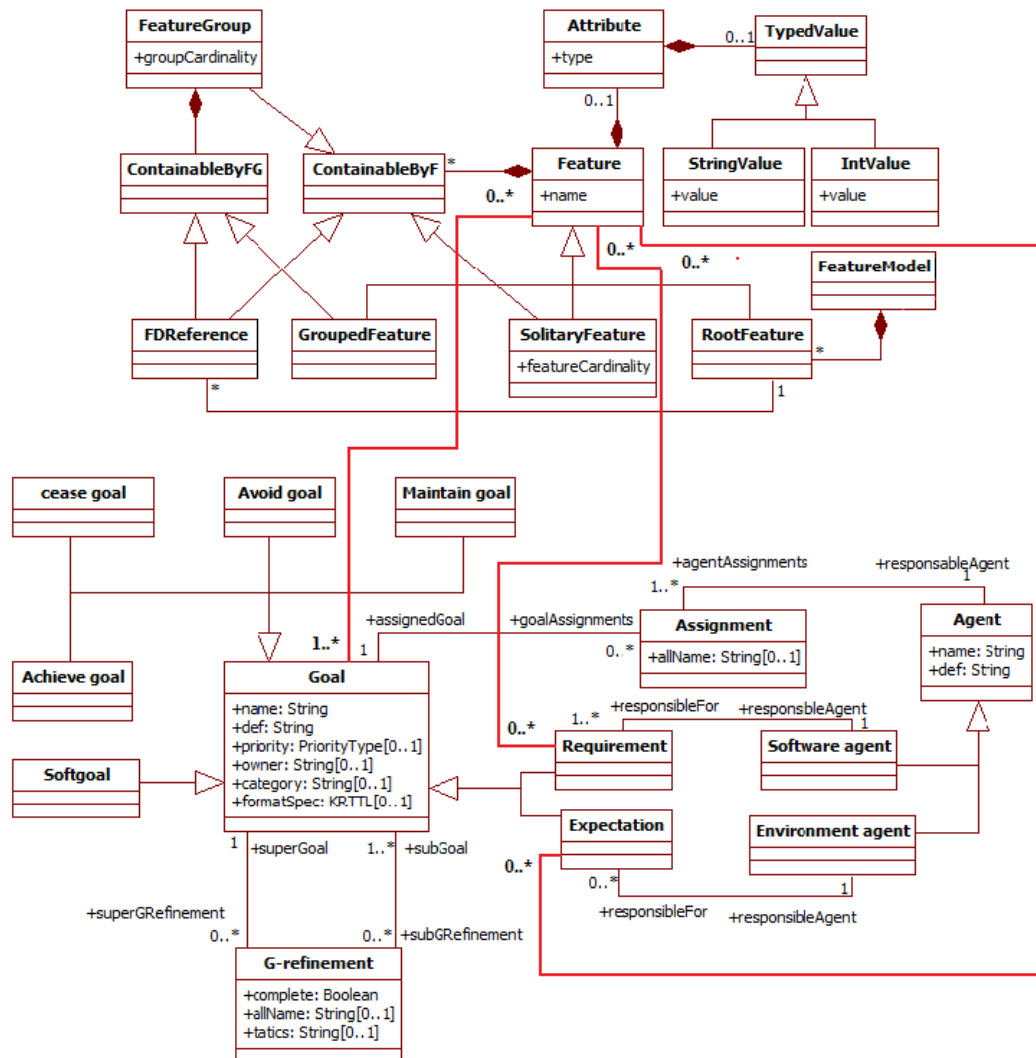 FeatureGroup
+groupCardinality
Attribute
+type
0..1
TypedValue
0..1
ContainableByFG
ContainableByF
*
Feature
+name
StringValue
+value
IntValue
+value
0..*
0..*
0..*
FeatureModel
FDReference
GroupedFeature
SolitaryFeature
+featureCardinality
RootFeature
*
*
1
cease goal
Avoid goal
Maintain goal
+agentAssignments
+responsableAgent
1..*
1
+assignedGoal
+goalAssignments
Assignment
+allName: String[0..1]
Agent
+name: String
+def: String
1..*
1
0..*
Achieve goal
Goal
+name: String
+def: String
+priority: PriorityType[0..1]
+owner: String[0..1]
+category: String[0..1]
+formatSpec: KRTTL[0..1]
+responsibleFor
+responsbleAgent
0..*
1..*
1
Requirement
Software agent
Softgoal
Expectation
Environment agent
1
+superGoal
1..*
+subGoal
0..*
0..*
1
+responsibleFor
+responsibleAgent
+superGRefinement
0..*
0..*
+subGRefinement
G-refinement
+complete: Boolean
+allName: String[0..1]
+tatics: String[0..1]